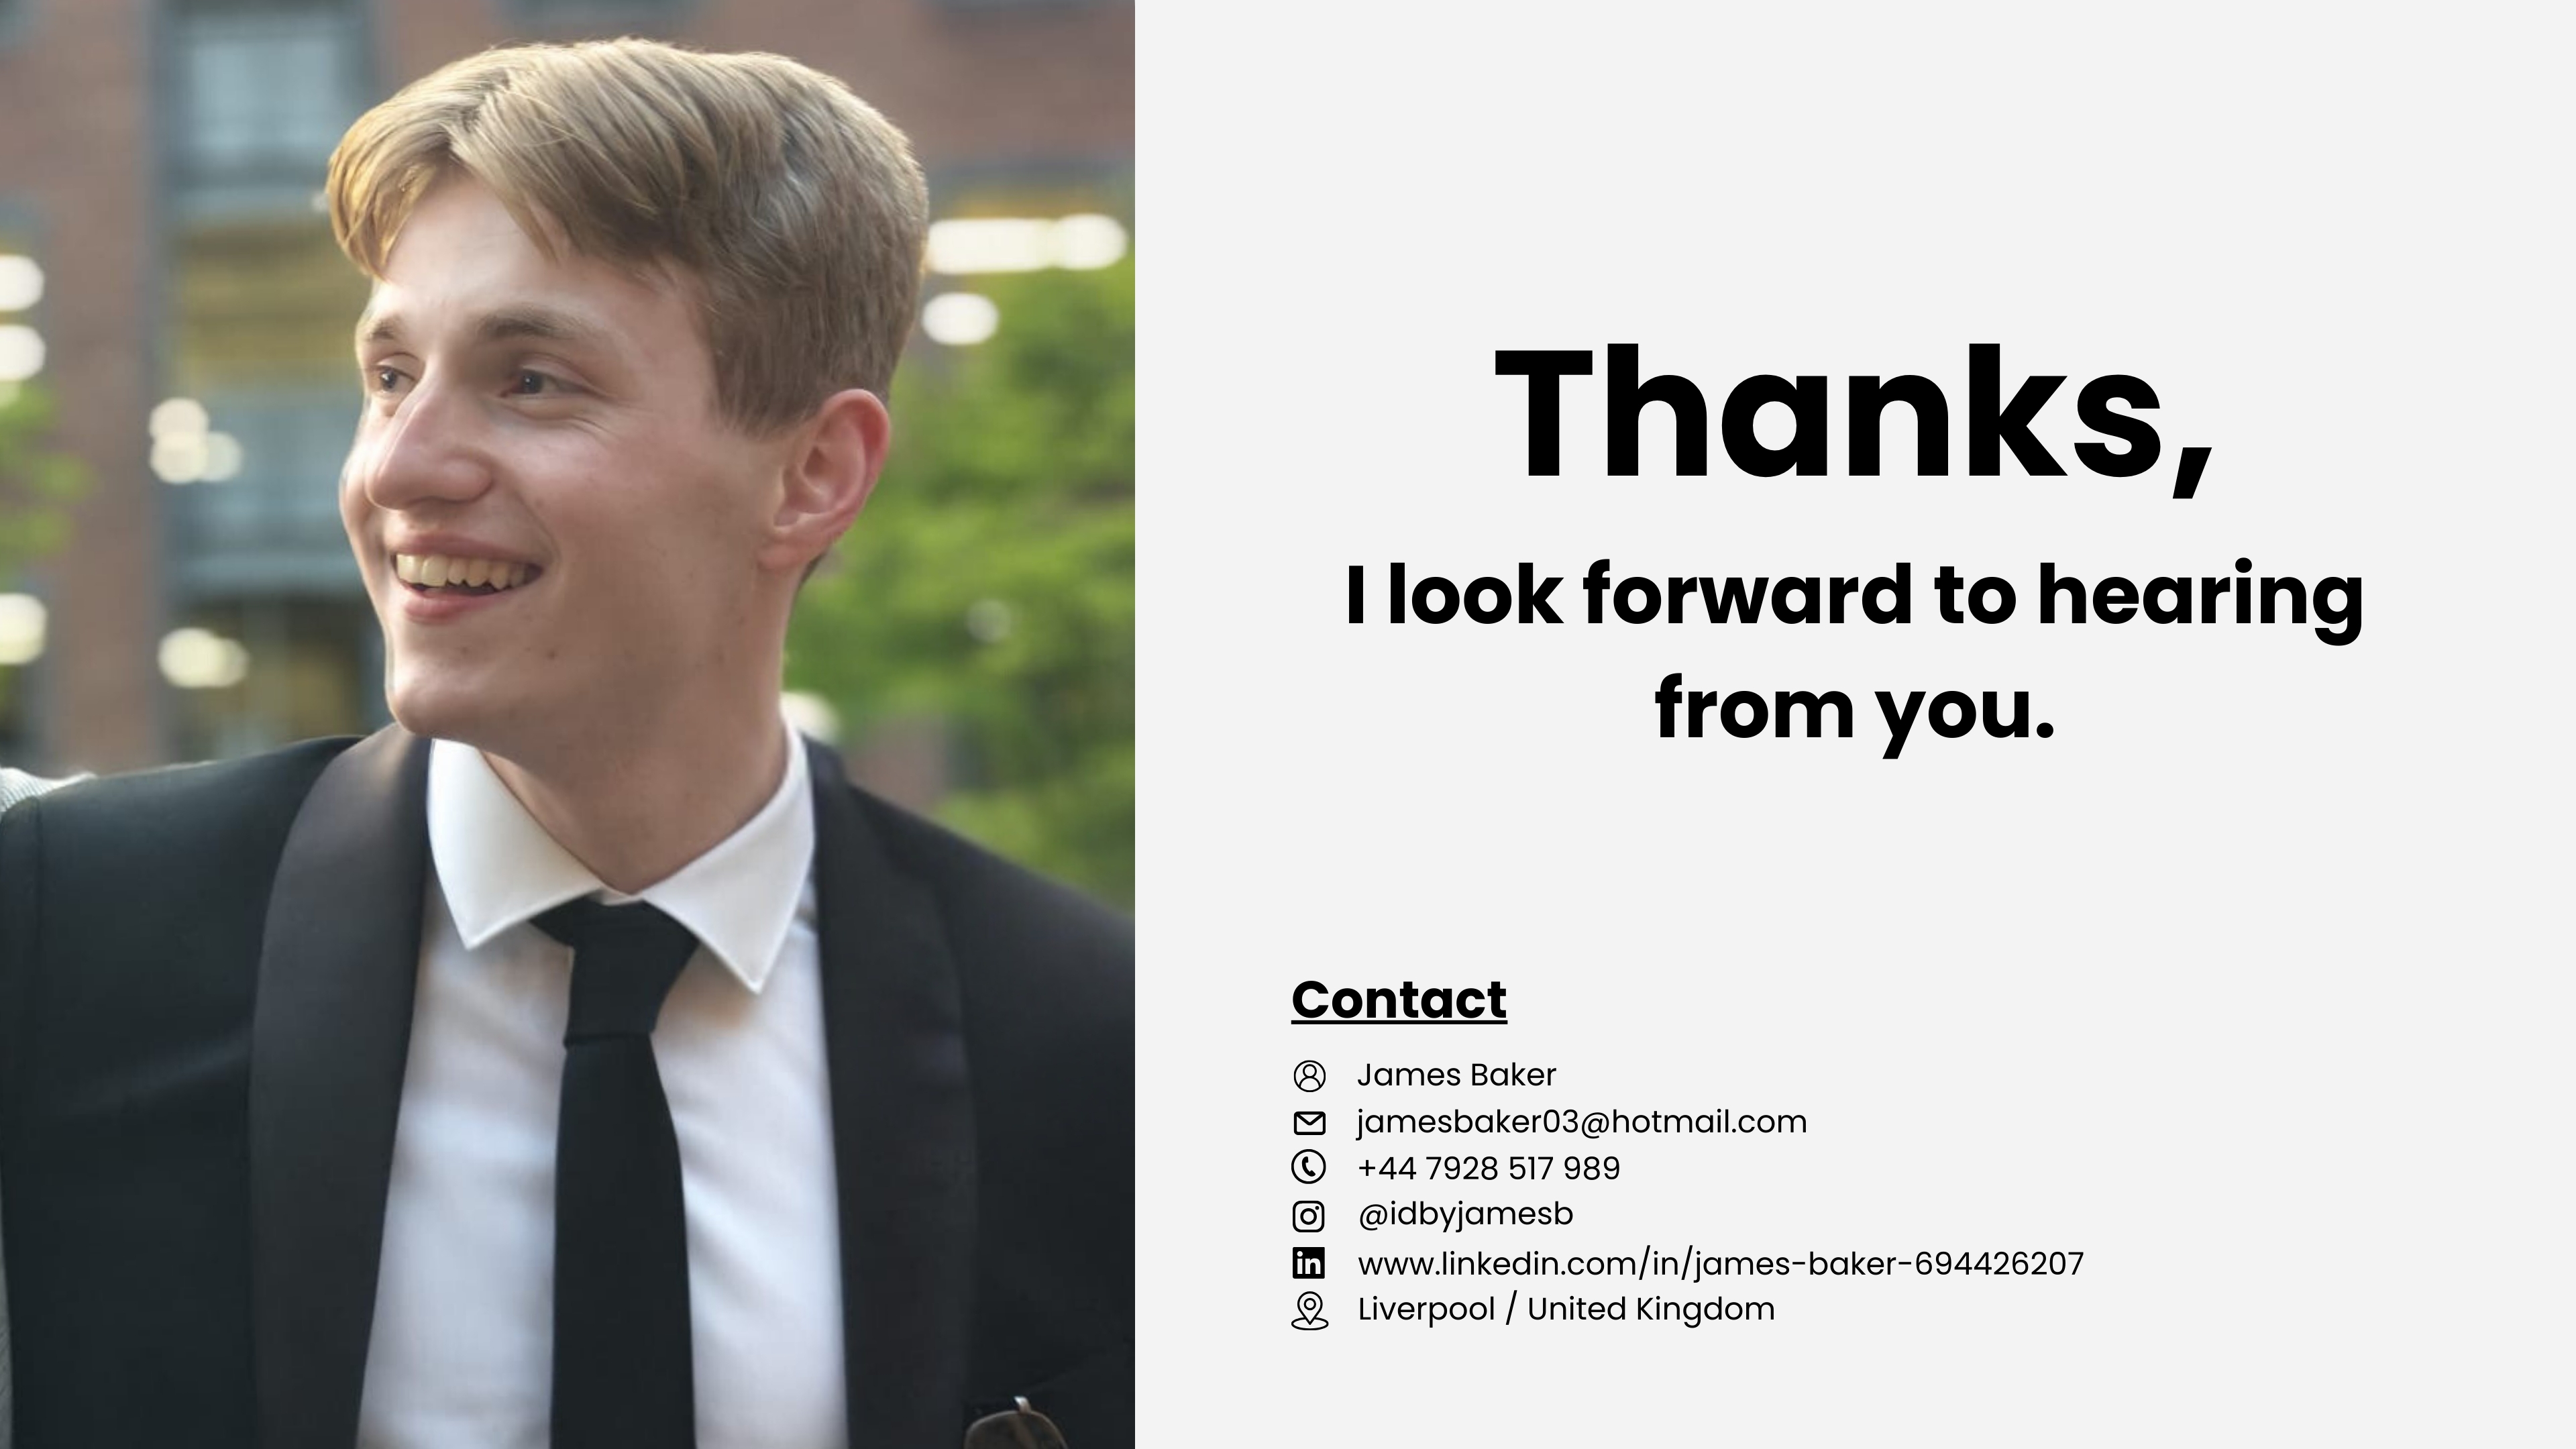 Thanks,
I look forward to hearing
from you.
Contact
James Baker
jamesbaker03@hotmail.com
+44 7928 517 989
@idbyjamesb
in www.linkedin.com/in/james-baker-694426207
Liverpool / United Kingdom